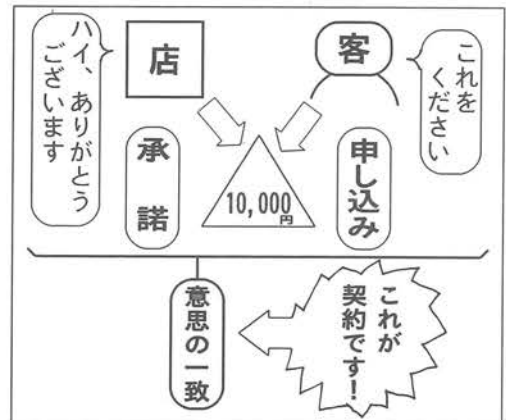 これを
ください
客
店
ハイ、ありがとう
ございます
申し込み
10,000円
承諾
これが
契約です！
意思の一致